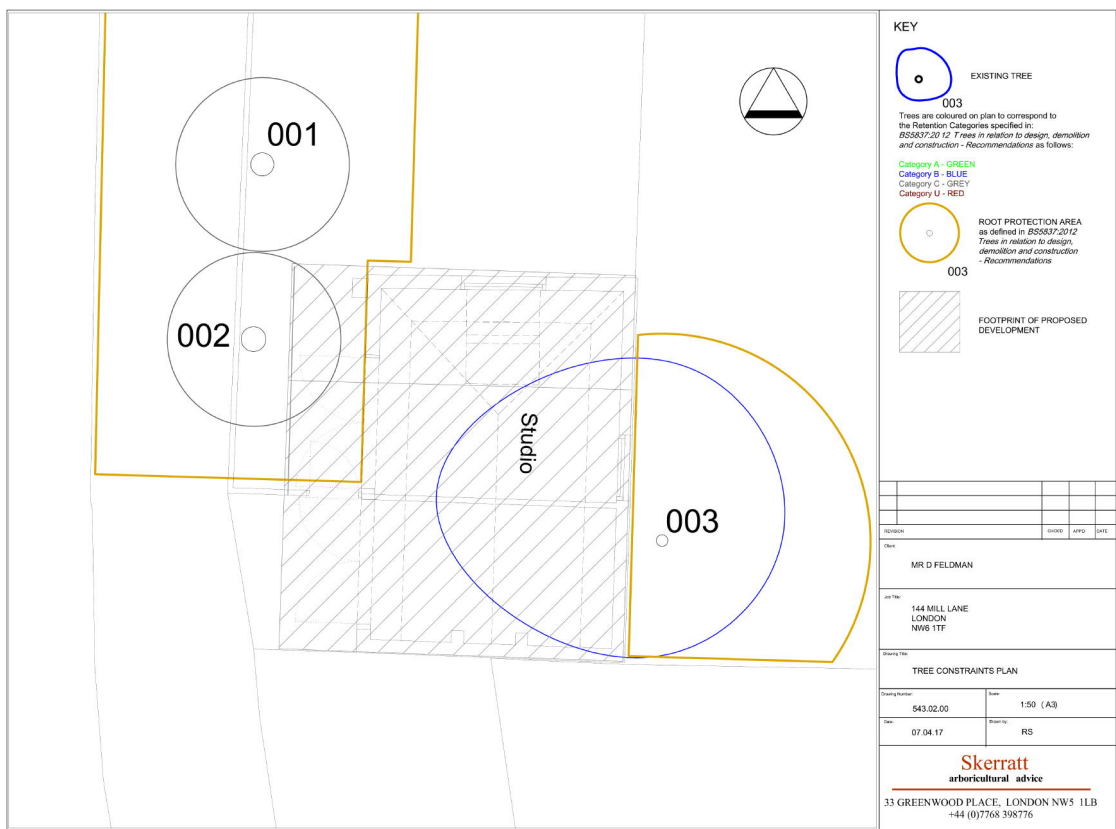 001
002
Studio
003
KEY
EXISTING TREE
003
Trees are coloured on plan to correspond to
the Retention Categories specified in:
BS5837:20 12 T rees in relation to design, demolition
and construction - Recommendations as follows:
Category A - GREEN
Category B - BLUE
Category C - GREY
Category U - RED
ROOT PROTECTION AREA
as defined in BS5837:2012
Trees in relation to design,
demolition and construction
- Recommendations
003
FOOTPRINT OF PROPOSED
DEVELOPMENT
REVISION CHCKD APP'D DATE
Client:
MR D FELDMAN
Job Title:
144 MILL LANE
LONDON
NW6 1TF
Drawing Title:
TREE CONSTRAINTS PLAN
Drawing Number: Scale:
543.02.00 1:50 ( A3)
Date: Drawn by:
07.04.17 RS
Skerratt
arboricultural advice
33 GREENWOOD PLACE, LONDON NW5 1LB
+44 (0)7768 398776